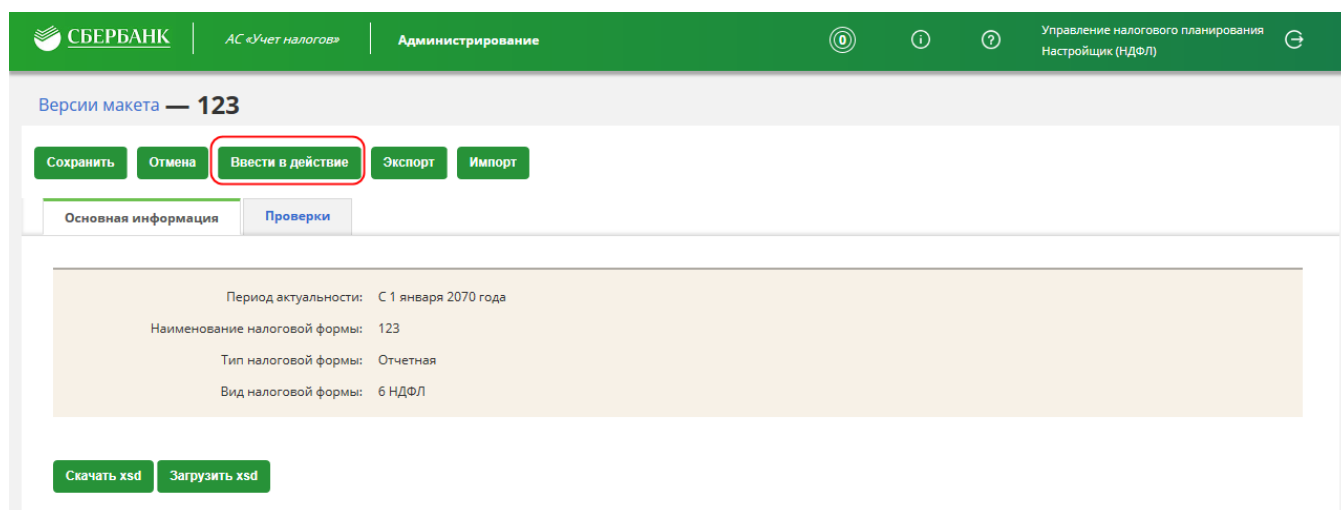 СБЕРБАНК АС «Учет налогов» Администрирование 0 i ? Управление налогового планирования
Настройщик (НДФЛ)
Версии макета — 123
Сохранить Отмена Ввести в действие Экспорт Импорт
Основная информация Проверки
Период актуальности: С 1 января 2070 года
Наименование налоговой формы: 123
Тип налоговой формы: Отчетная
Вид налоговой формы: 6 НДФЛ
Скачать xsd Загрузить xsd